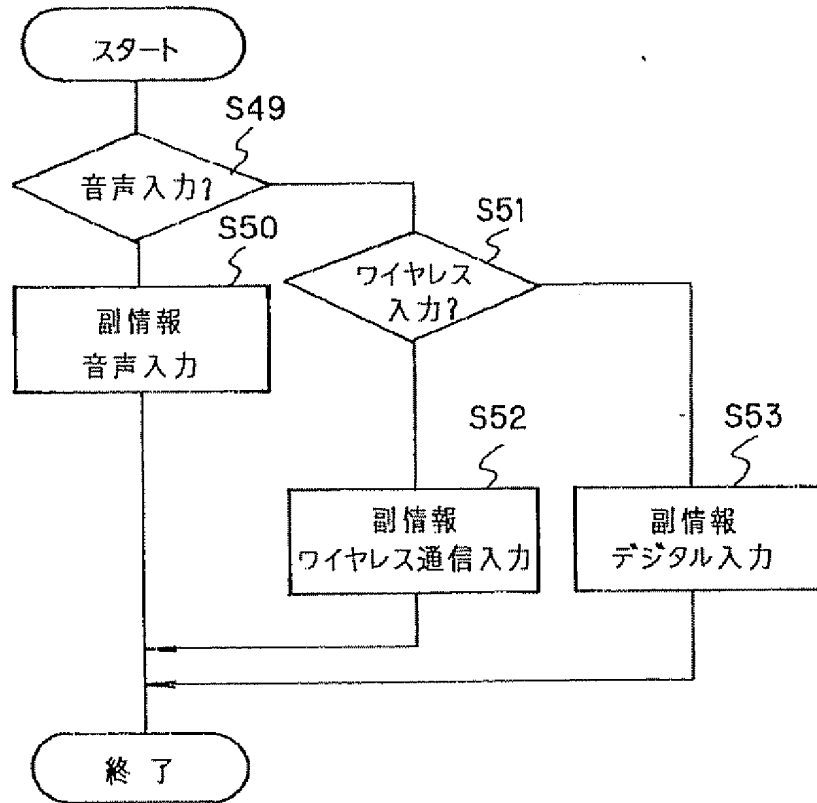 スタート
S49
音声入力?
S50
副情報
音声入力
S51
ワイヤレス
入力?
S52
副情報
ワイヤレス通信入力
S53
副情報
デジタル入力
終了